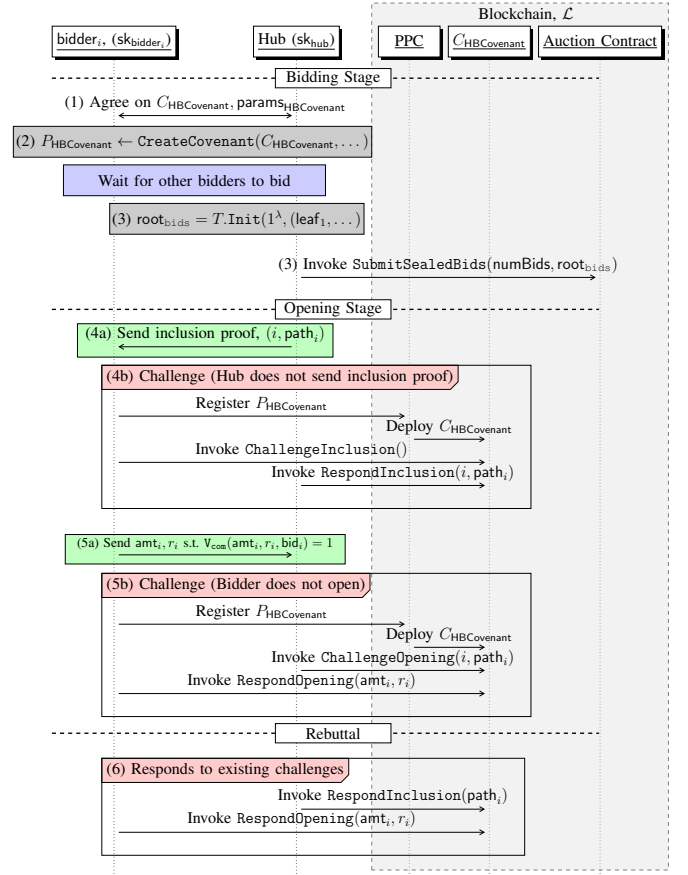 Blockchain, ℒ
bidder_i, (sk_{bidder_i})
Hub (sk_hub)
PPC
C_HBCovenant
Auction Contract
Bidding Stage
(1) Agree on C_HBCovenant, params_HBCovenant
(2) P_HBCovenant ← CreateCovenant(C_HBCovenant, ...)
Wait for other bidders to bid
(3) root_bids = T.Init(1^λ, (leaf_1, ...)
(3) Invoke SubmitSealedBids(numBids, root_bids)
Opening Stage
(4a) Send inclusion proof, (i, path_i)
(4b) Challenge (Hub does not send inclusion proof)
Register P_HBCovenant
Deploy C_HBCovenant
Invoke ChallengeInclusion()
Invoke RespondInclusion(i, path_i)
(5a) Send amt_i, r_i s.t. V_com(amt_i, r_i, bid_i) = 1
(5b) Challenge (Bidder does not open)
Register P_HBCovenant
Deploy C_HBCovenant
Invoke ChallengeOpening(i, path_i)
Invoke RespondOpening(amt_i, r_i)
Rebuttal
(6) Responds to existing challenges
Invoke RespondInclusion(path_i)
Invoke RespondOpening(amt_i, r_i)